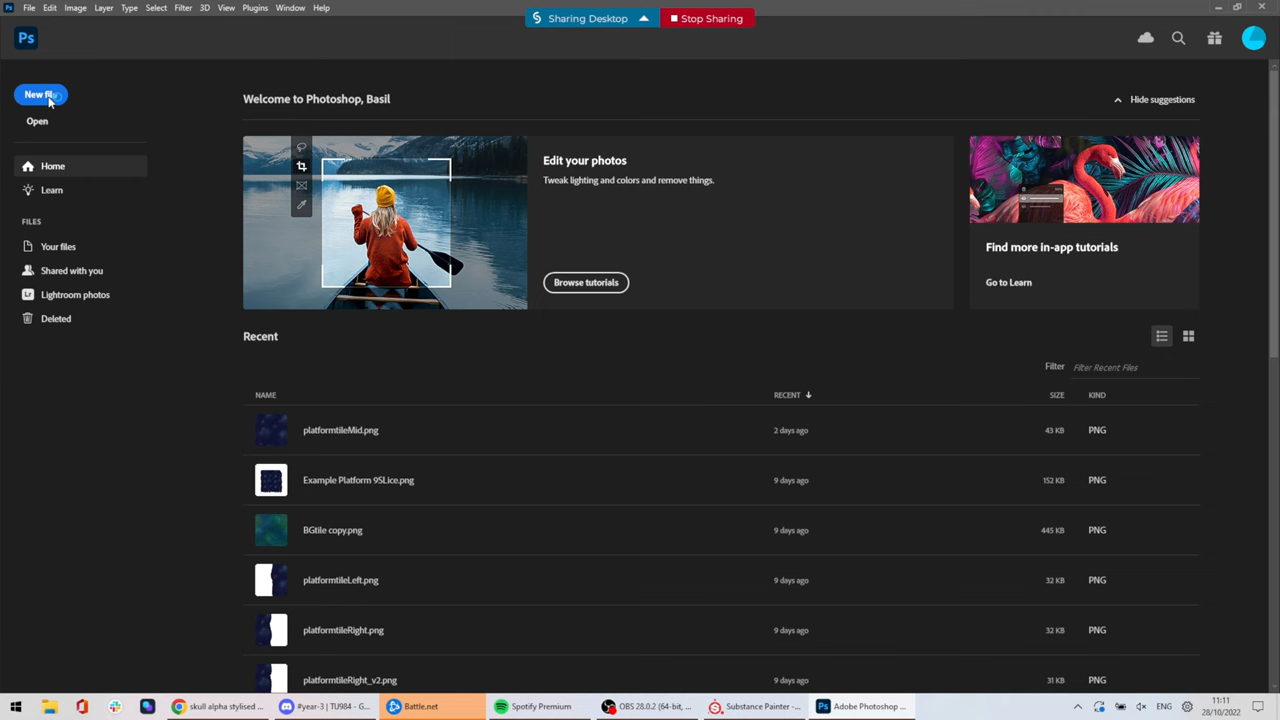 Ps File Edit Image Layer Type Select Filter 3D View Plugins Window Help
Sharing Desktop Stop Sharing
Ps
New fil
Open
Home
Learn
FILES
Your files
Shared with you
Lr Lightroom photos
Deleted
Welcome to Photoshop, Basil
Hide suggestions
Edit your photos
Tweak lighting and colors and remove things.
Browse tutorials
Find more in-app tutorials
Go to Learn
Recent
Filter Filter Recent Files
NAME RECENT SIZE KIND
platformtileMid.png 2 days ago 43 KB PNG
Example Platform 9SLice.png 9 days ago 152 KB PNG
BGtile copy.png 9 days ago 445 KB PNG
platformtileLeft.png 9 days ago 32 KB PNG
platformtileRight.png 9 days ago 32 KB PNG
platformtileRight_v2.png 9 days ago 31 KB PNG
skull alpha stylised ... #year-3 | TU984 - G... Battle.net Spotify Premium OBS 28.0.2 (64-bit, ... Substance Painter -... Ps Adobe Photoshop ... ENG 11:11
28/10/2022